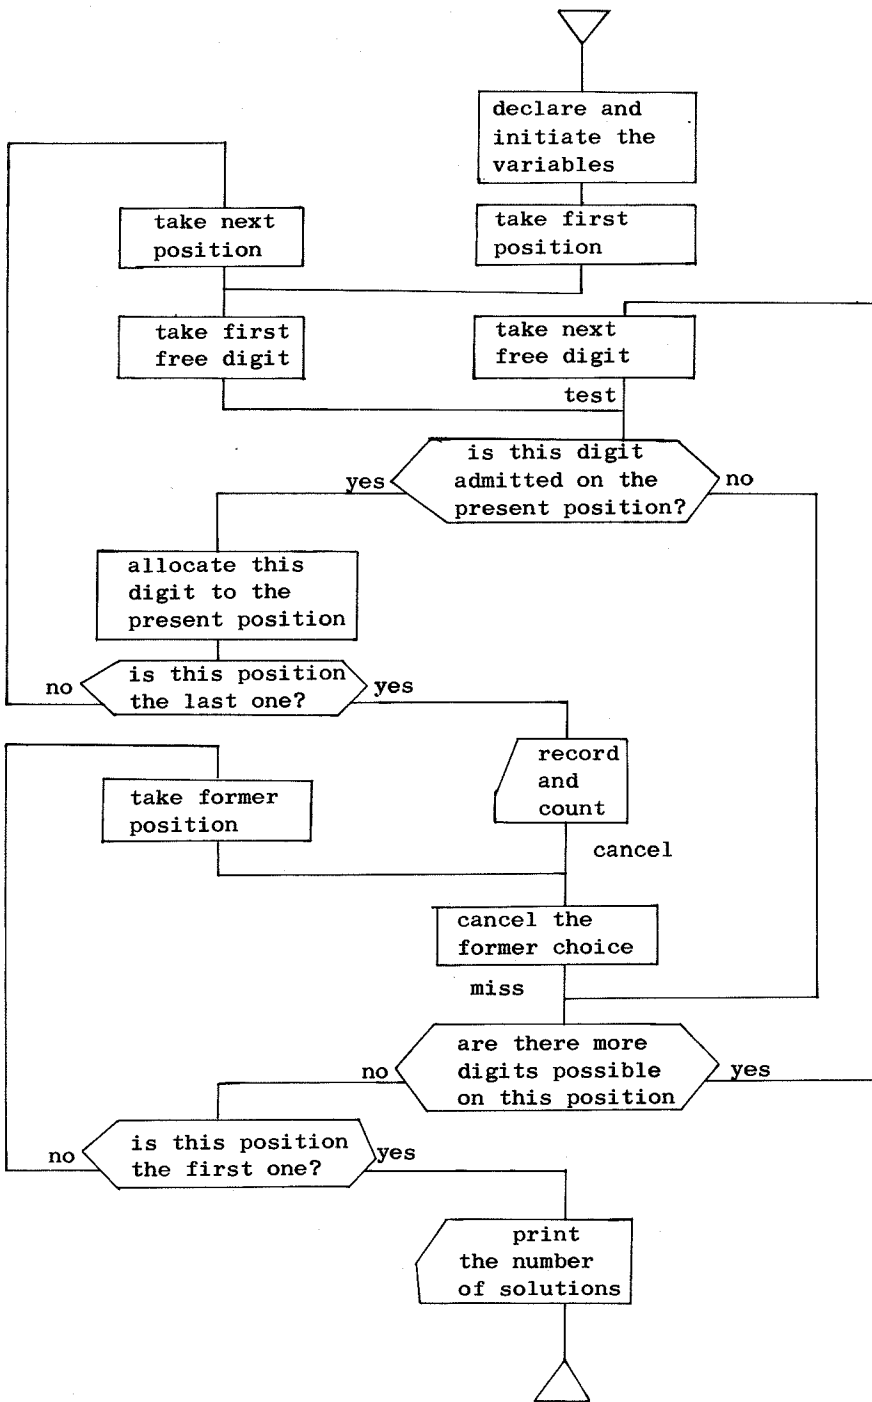 declare and
initiate the
variables
take next
position
take first
position
take first
free digit
take next
free digit
test
is this digit
admitted on the
present position?
yes
no
allocate this
digit to the
present position
is this position
the last one?
no
yes
record
and
count
take former
position
cancel
cancel the
former choice
miss
are there more
digits possible
on this position
no
yes
is this position
the first one?
no
yes
print
the number
of solutions